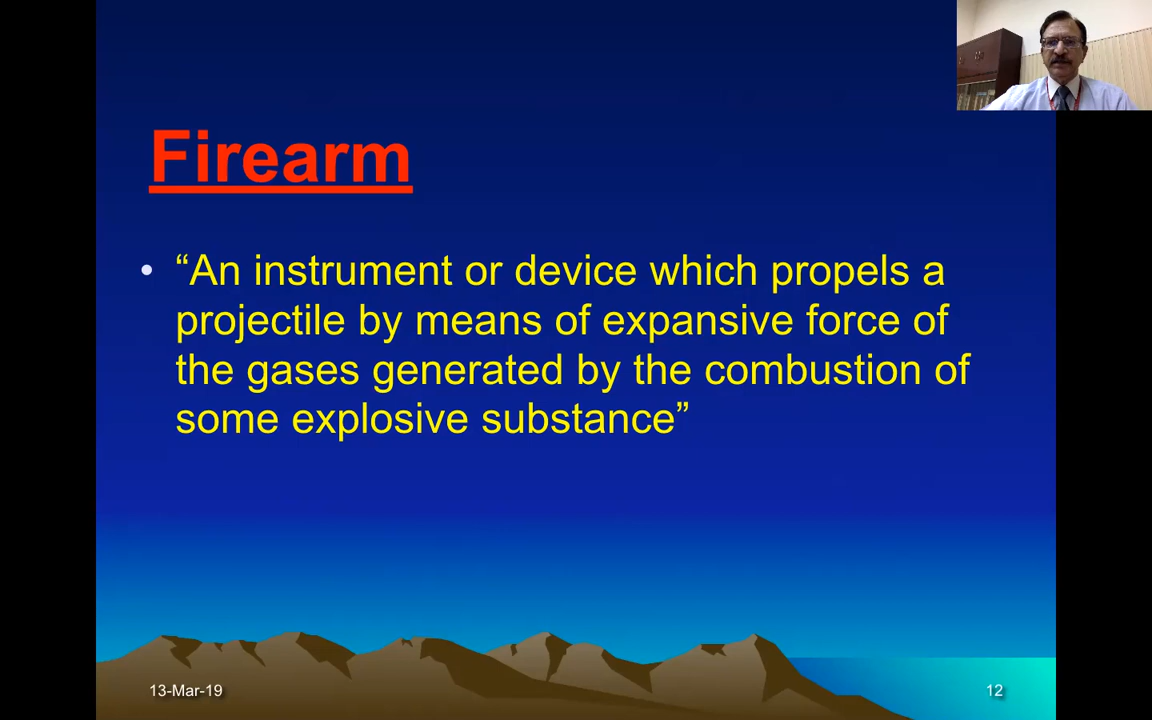 Firearm
• “An instrument or device which propels a
projectile by means of expansive force of
the gases generated by the combustion of
some explosive substance”
13-Mar-19
12